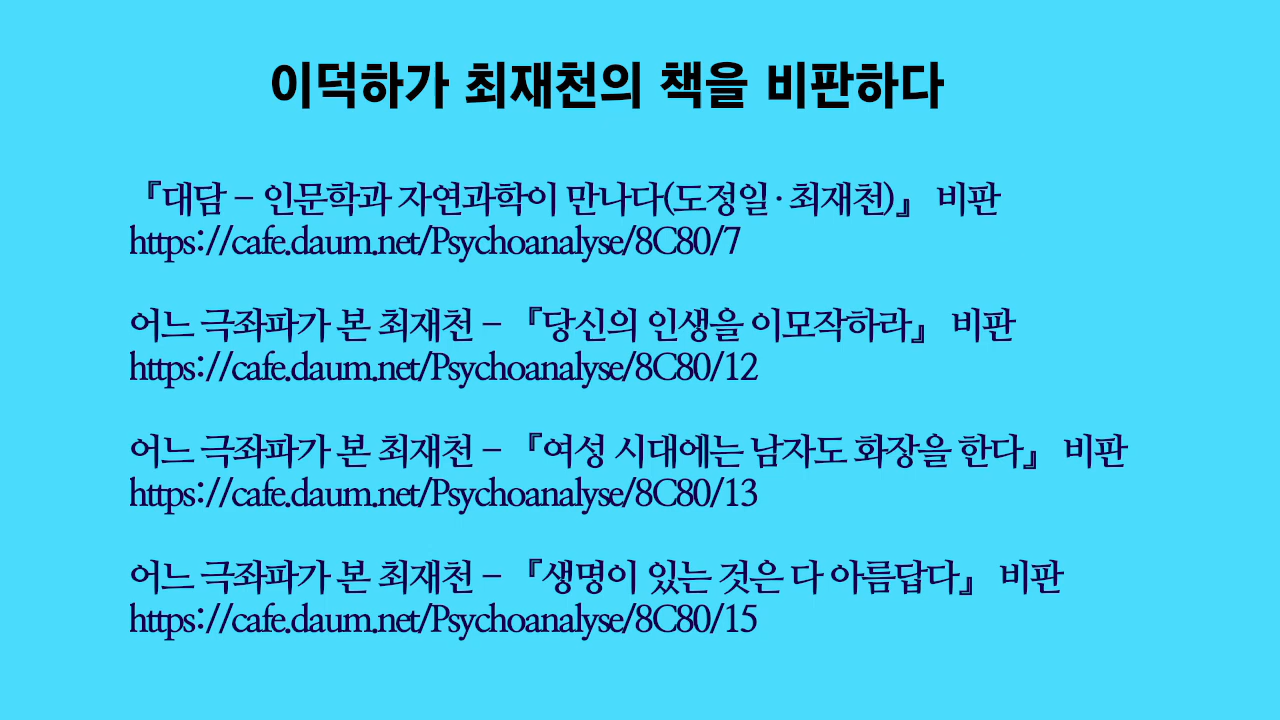 이덕하가 최재천의 책을 비판하다
『대담 – 인문학과 자연과학이 만나다(도정일·최재천)』 비판
https://cafe.daum.net/Psychoanalyse/8C80/7
어느 극좌파가 본 최재천 – 『당신의 인생을 이모작하라』 비판
https://cafe.daum.net/Psychoanalyse/8C80/12
어느 극좌파가 본 최재천 – 『여성 시대에는 남자도 화장을 한다』 비판
https://cafe.daum.net/Psychoanalyse/8C80/13
어느 극좌파가 본 최재천 – 『생명이 있는 것은 다 아름답다』 비판
https://cafe.daum.net/Psychoanalyse/8C80/15